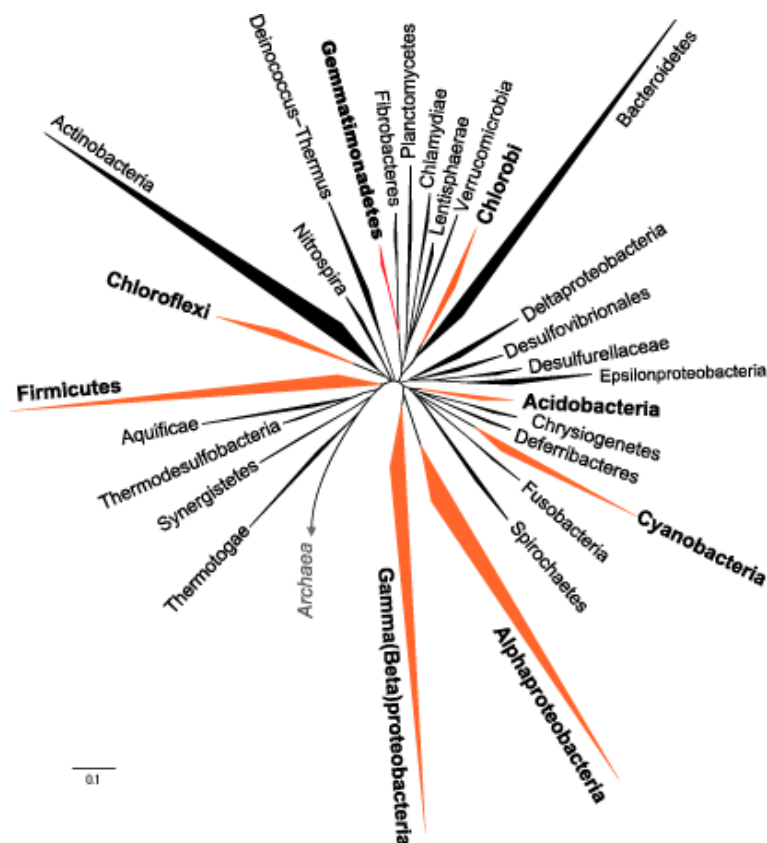 Actinobacteria
Deinococcus–Thermus
Nitrospira
Gemmatimonadetes
Fibrobacteres
Planctomycetes
Chlamydiae
Lentisphaerae
Verrucomicrobia
Chlorobi
Bacteroidetes
Deltaproteobacteria
Desulfovibrionales
Desulfurellaceae
Epsilonproteobacteria
Acidobacteria
Chrysiogenetes
Deferribacteres
Cyanobacteria
Fusobacteria
Spirochaetes
Alphaproteobacteria
Gamma(Beta)proteobacteria
Archaea
Thermotogae
Synergistetes
Thermodesulfobacteria
Aquificae
Firmicutes
Chloroflexi
0.1